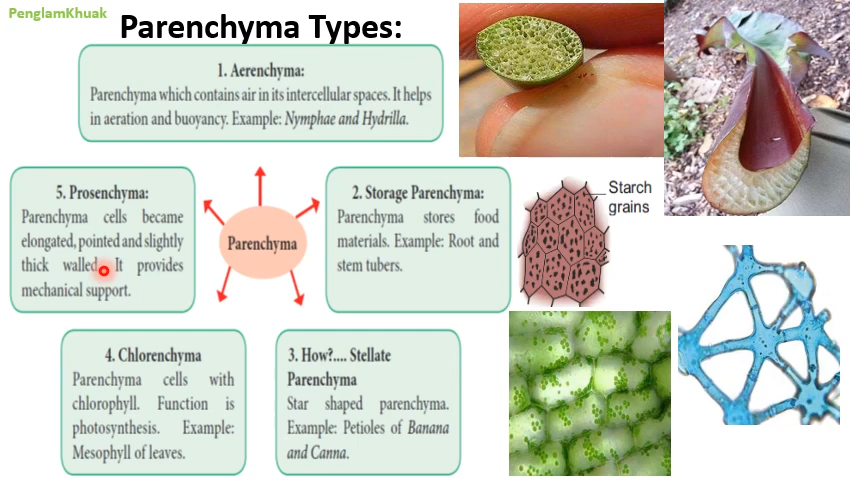 PenglamKhuak
Parenchyma Types:
1. Aerenchyma:
Parenchyma which contains air in its intercellular spaces. It helps
in aeration and buoyancy. Example: Nymphae and Hydrilla.
5. Prosenchyma:
Parenchyma cells became
elongated, pointed and slightly
thick walled. It provides
mechanical support.
Parenchyma
2. Storage Parenchyma:
Parenchyma stores food
materials. Example: Root and
stem tubers.
Starch
grains
4. Chlorenchyma
Parenchyma cells with
chlorophyll. Function is
photosynthesis. Example:
Mesophyll of leaves.
3. How?.... Stellate
Parenchyma
Star shaped parenchyma.
Example: Petioles of Banana
and Canna.